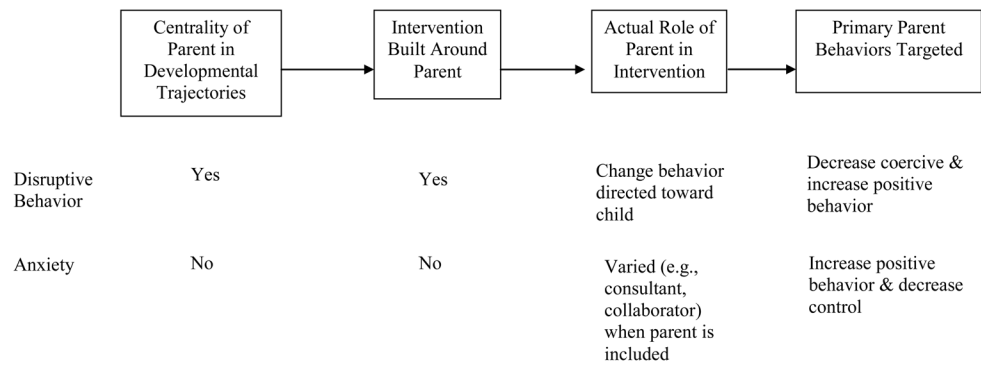 Centrality of
Parent in
Developmental
Trajectories
Intervention
Built Around
Parent
Actual Role of
Parent in
Intervention
Primary Parent
Behaviors Targeted
Disruptive
Behavior
Yes
Yes
Change behavior
directed toward
child
Decrease coercive &
increase positive
behavior
Anxiety
No
No
Varied (e.g.,
consultant,
collaborator)
when parent is
included
Increase positive
behavior & decrease
control